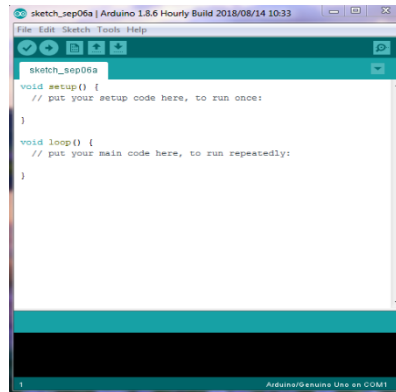 sketch_sep06a | Arduino 1.8.6 Hourly Build 2018/08/14 10:33
File Edit Sketch Tools Help
sketch_sep06a
void setup() {
  // put your setup code here, to run once:
}
void loop() {
  // put your main code here, to run repeatedly:
}
1
Arduino/Genuino Uno on COM1